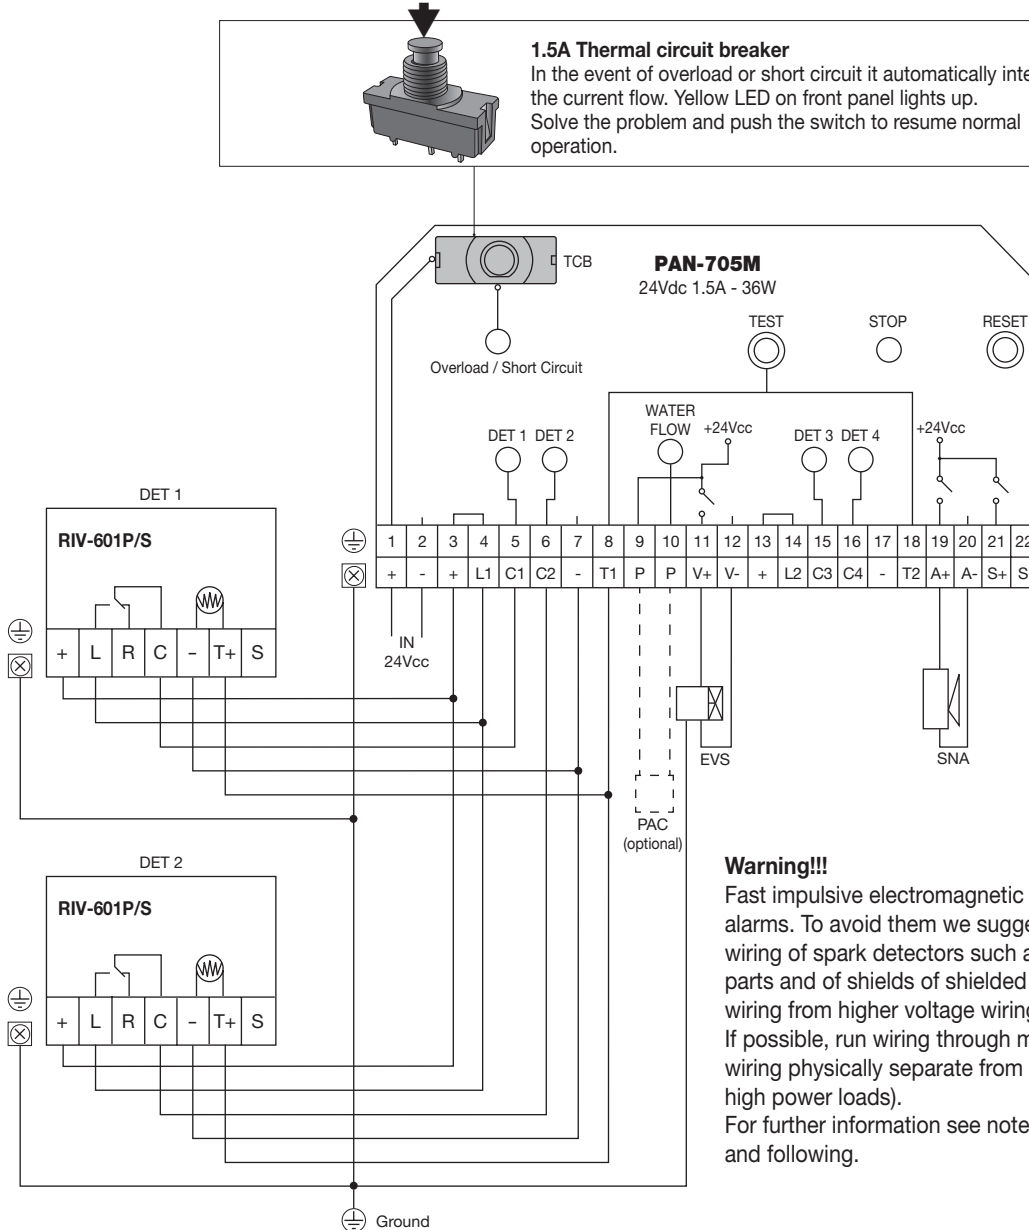 1.5A Thermal circuit breaker
In the event of overload or short circuit it automatically
the current flow. Yellow LED on front panel lights up.
Solve the problem and push the switch to resume normal
operation.
TCB
PAN-705M
24Vdc 1.5A - 36W
TEST STOP RESET
Overload / Short Circuit
WATER
FLOW
DET 1 DET 2 +24Vcc DET 3 DET 4 +24Vcc
DET 1
RIV-601P/S
1 2 3 4 5 6 7 8 9 10 11 12 13 14 15 16 17 18 19 20 21 22
+ - + L1 C1 C2 - T1 P P V+ V- + L2 C3 C4 - T2 A+ A- S+ S
IN
24Vcc
+ L R C - T+ S
EVS
SNA
PAC
(optional)
DET 2
RIV-601P/S
+ L R C - T+ S
Warning!!!
Fast impulsive electromagnetic
alarms. To avoid them we
wiring of spark detectors such
parts and of shields of shielded
wiring from higher voltage wiring
If possible, run wiring through
wiring physically separate from
high power loads).
For further information see note
and following.
Ground